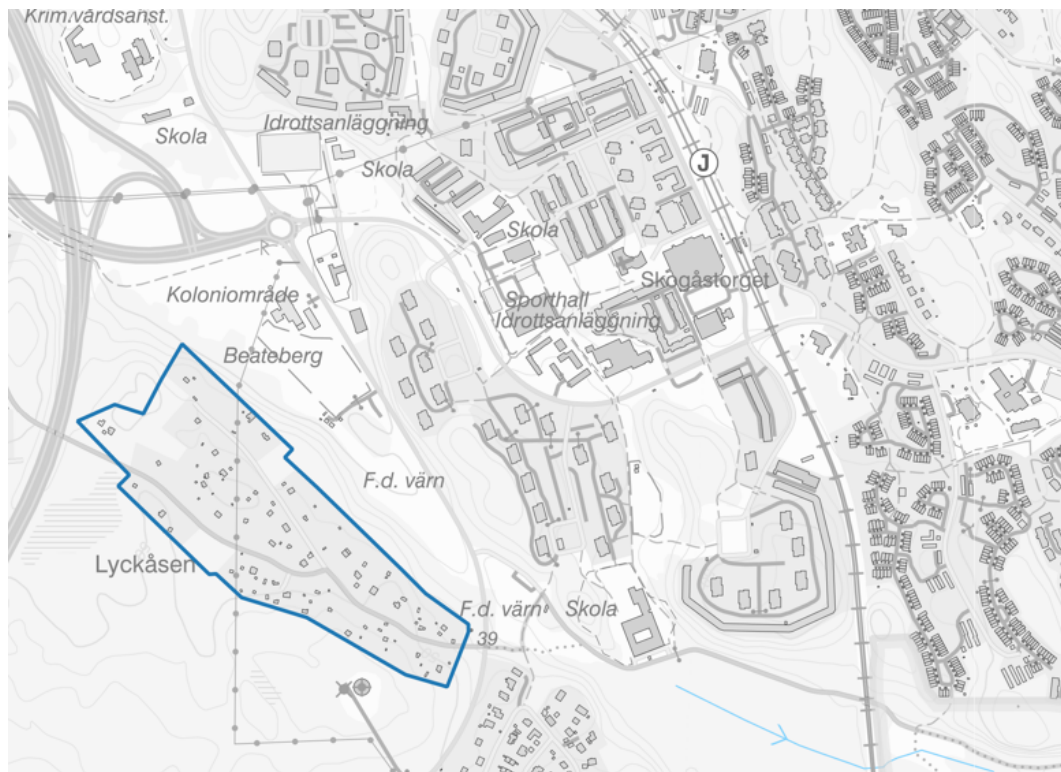 Krim.vårdsanst.
Skola
Idrottsanläggning
Skola
J
Skola
Skogåstorget
Sporthall
Idrottsanläggning
Koloniområde
Beateberg
F.d. värn
Lyckåsen
F.d. värn
Skola
39